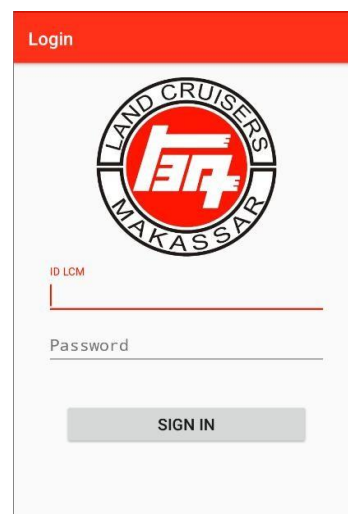 Login
LAND CRUISERS
MAKASSAR
ID LCM
Password
SIGN IN